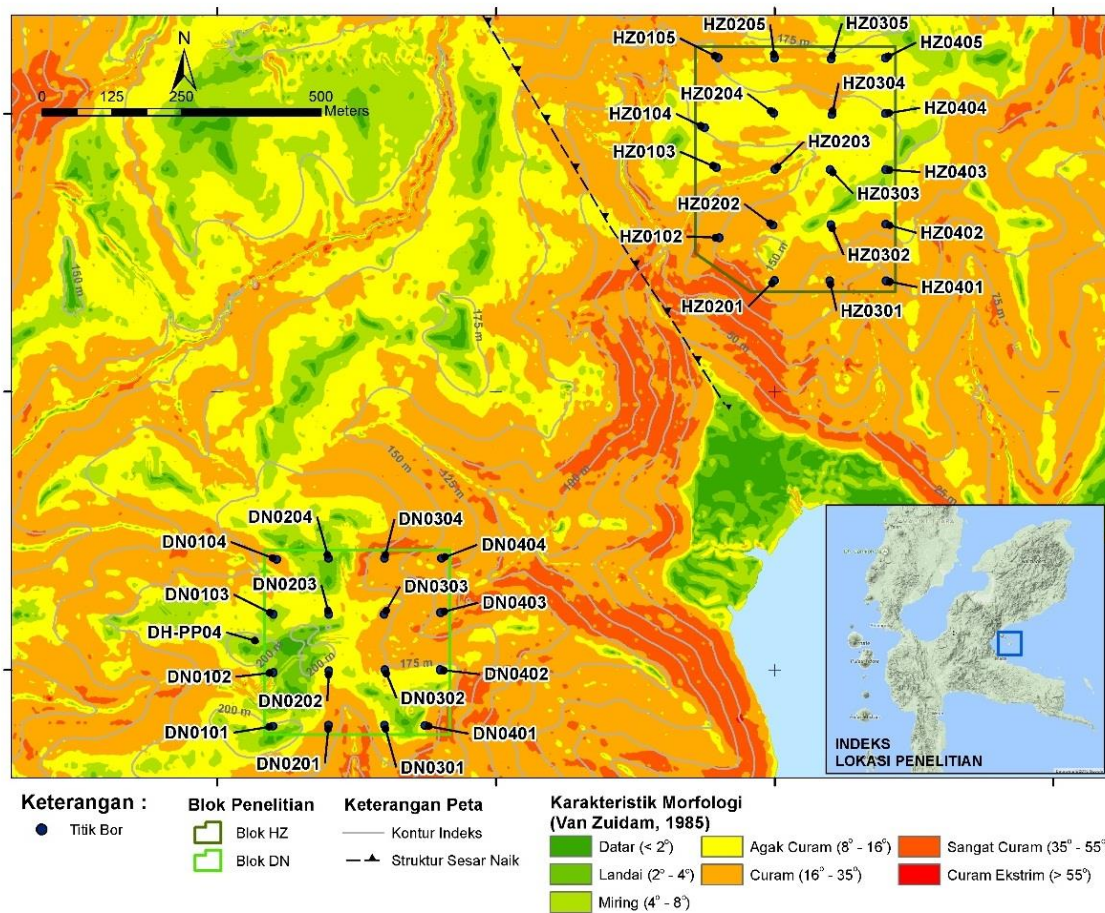 N
0 125 250 500
Meters
HZ0105
HZ0205
HZ0305
HZ0405
175 m
HZ0204
HZ0304
HZ0104
HZ0404
HZ0103
HZ0203
HZ0403
HZ0303
HZ0202
HZ0102
HZ0402
HZ0302
150 m
HZ0201
HZ0301
HZ0401
150 m
175 m
75 m
50 m
25 m
100 m
150 m
125 m
DN0104
DN0204
DN0304
DN0404
DN0103
DN0203
DN0303
DN0403
DH-PP04
200 m
200 m
175 m
DN0102
DN0202
DN0302
DN0402
200 m
DN0101
DN0201
DN0301
DN0401
INDEKS
LOKASI PENELITIAN
Keterangan :
Titik Bor
Blok Penelitian
Blok HZ
Blok DN
Keterangan Peta
Kontur Indeks
Struktur Sesar Naik
Karakteristik Morfologi
(Van Zuidam, 1985)
Datar (< 2°)
Landai (2° - 4°)
Miring (4° - 8°)
Agak Curam (8° - 16°)
Curam (16° - 35°)
Sangat Curam (35° - 55°)
Curam Ekstrim (> 55°)